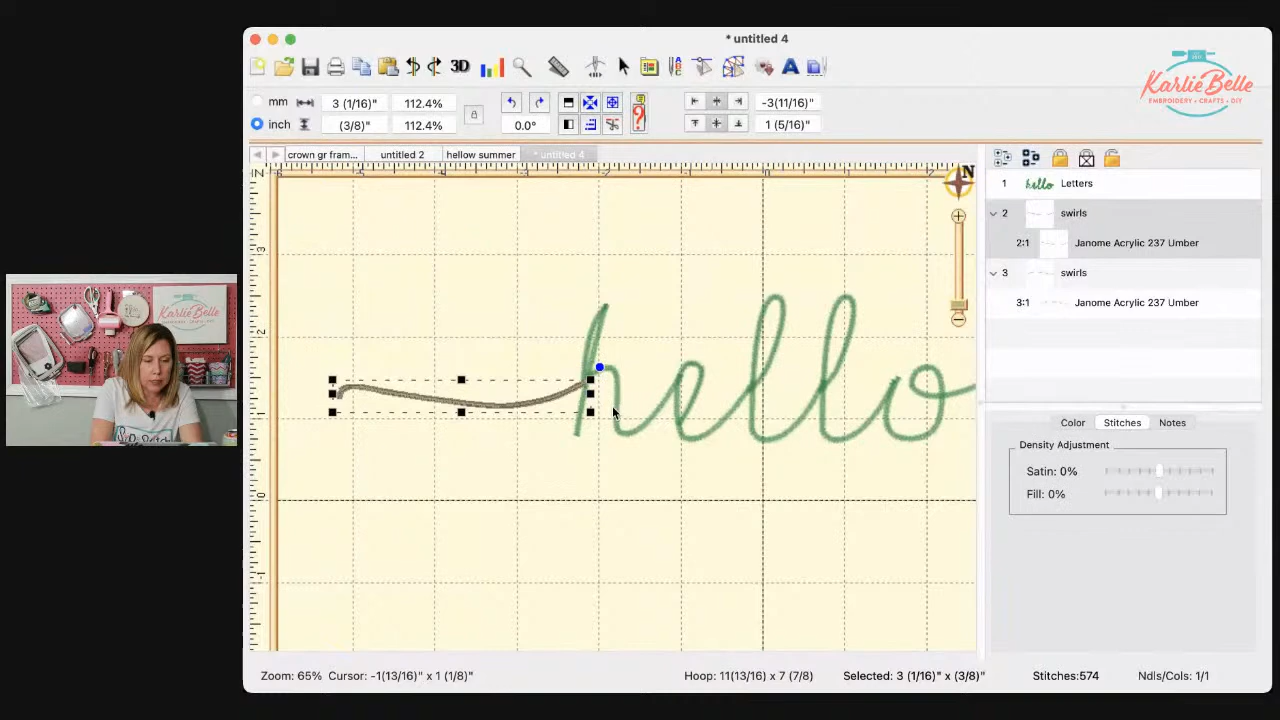 * untitled 4
KarlieBelle
EMBROIDERY • CRAFTS • DIY
3D
mm
3 (1/16)"
112.4%
-3(11/16)"
inch
(3/8)"
112.4%
0.0°
1 (5/16)"
crown gr fram...
untitled 2
hellow summer
* untitled 4
N
1
hello
Letters
2
swirls
2:1
Janome Acrylic 237 Umber
3
swirls
3:1
Janome Acrylic 237 Umber
hello
Color
Stitches
Notes
Density Adjustment
Satin: 0%
Fill: 0%
Zoom: 65%
Cursor: -1(13/16)" x 1 (1/8)"
Hoop: 11(13/16) x 7 (7/8)
Selected: 3 (1/16)" x (3/8)"
Stitches:574
Ndls/Cols: 1/1
KarlieBelle